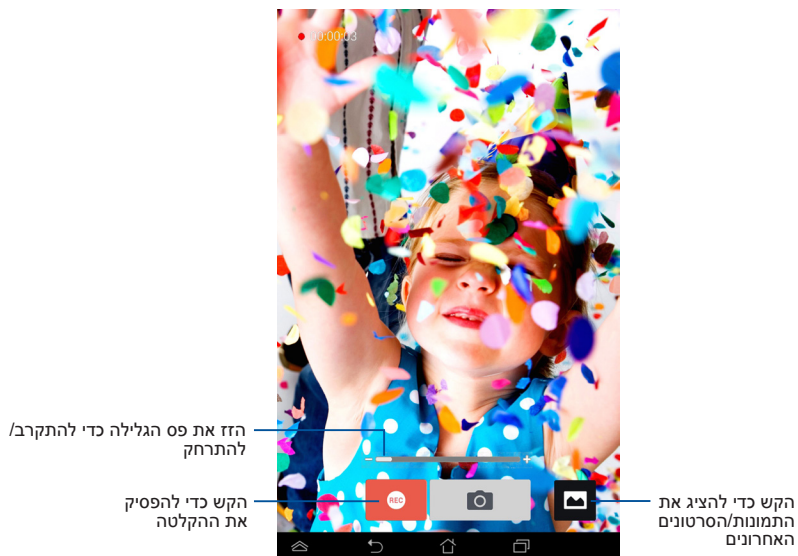 00:00:03
הזז את פס הגלילה כדי להתקרב/
להתרחק
- +
REC
הקש כדי להפסיק
את ההקלטה
הקש כדי להציג את
התמונות/הסרטונים
האחרונים